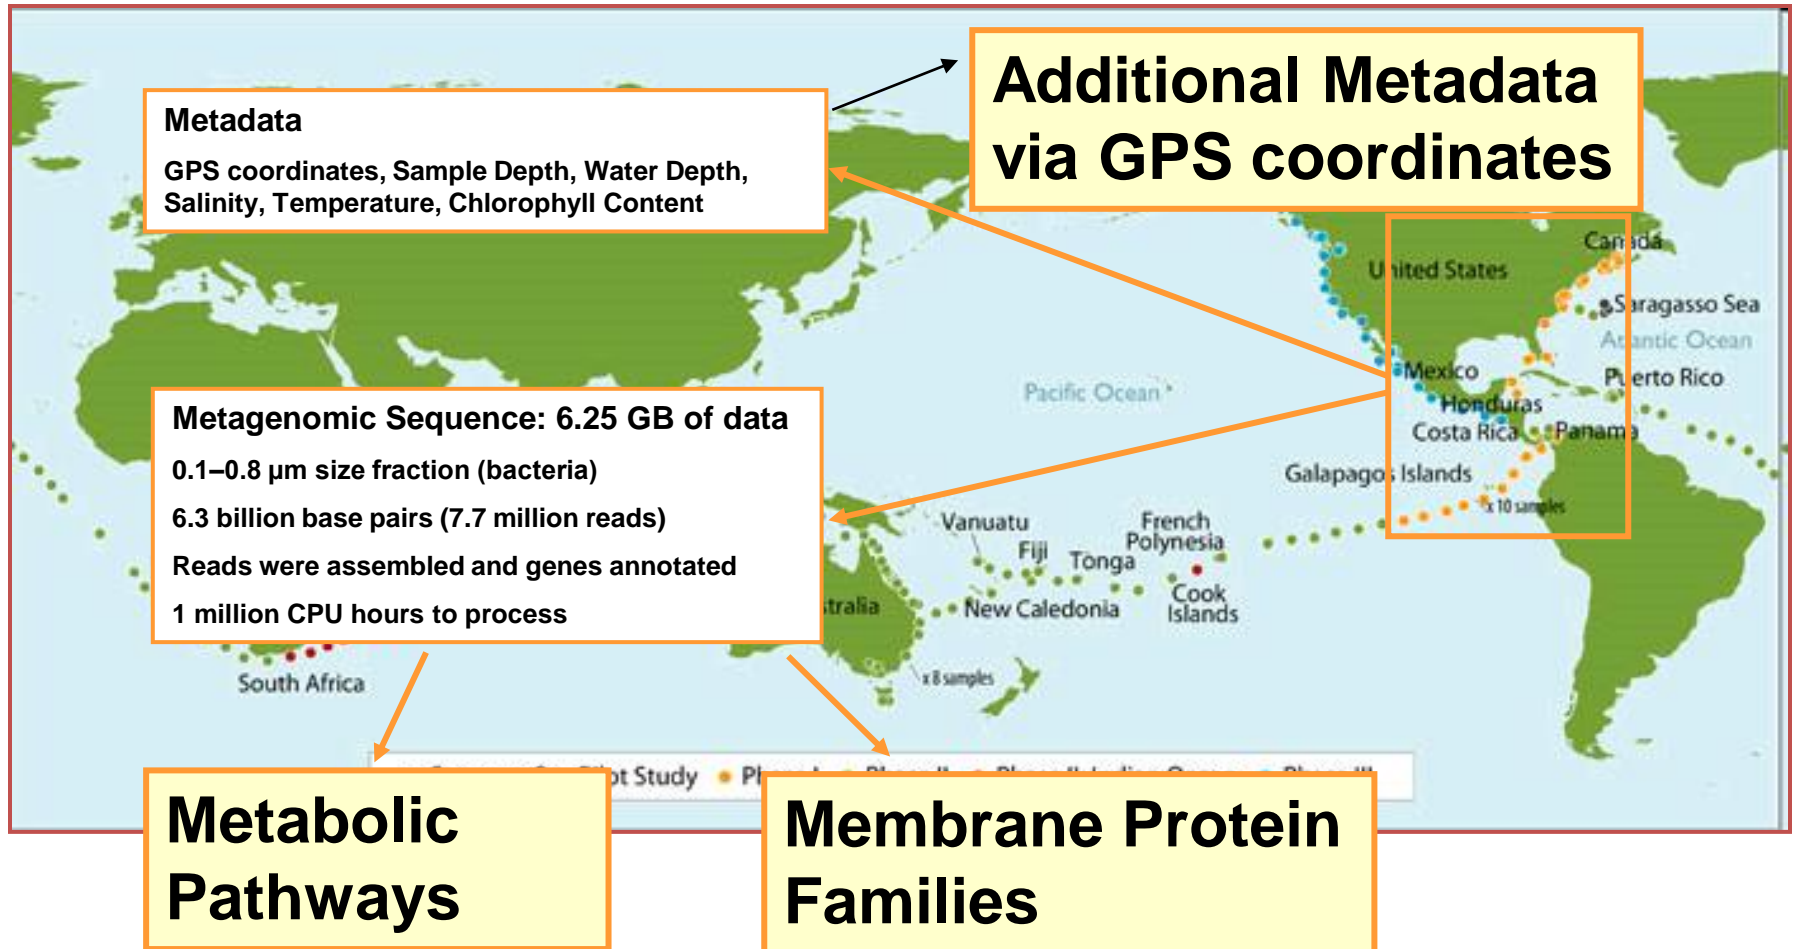 Additional Metadata
via GPS coordinates
Metadata
GPS coordinates, Sample Depth, Water Depth,
Salinity, Temperature, Chlorophyll Content
Canada
United States
Saragasso Sea
Atlantic Ocean
Mexico
Puerto Rico
Pacific Ocean
Honduras
Costa Rica
Panama
Galapagos Islands
x 10 samples
Metagenomic Sequence: 6.25 GB of data
0.1–0.8 µm size fraction (bacteria)
6.3 billion base pairs (7.7 million reads)
Reads were assembled and genes annotated
1 million CPU hours to process
Vanuatu
Fiji
Tonga
French
Polynesia
stralia
New Caledonia
Cook
Islands
South Africa
x 8 samples
Study
Metabolic
Pathways
Membrane Protein
Families